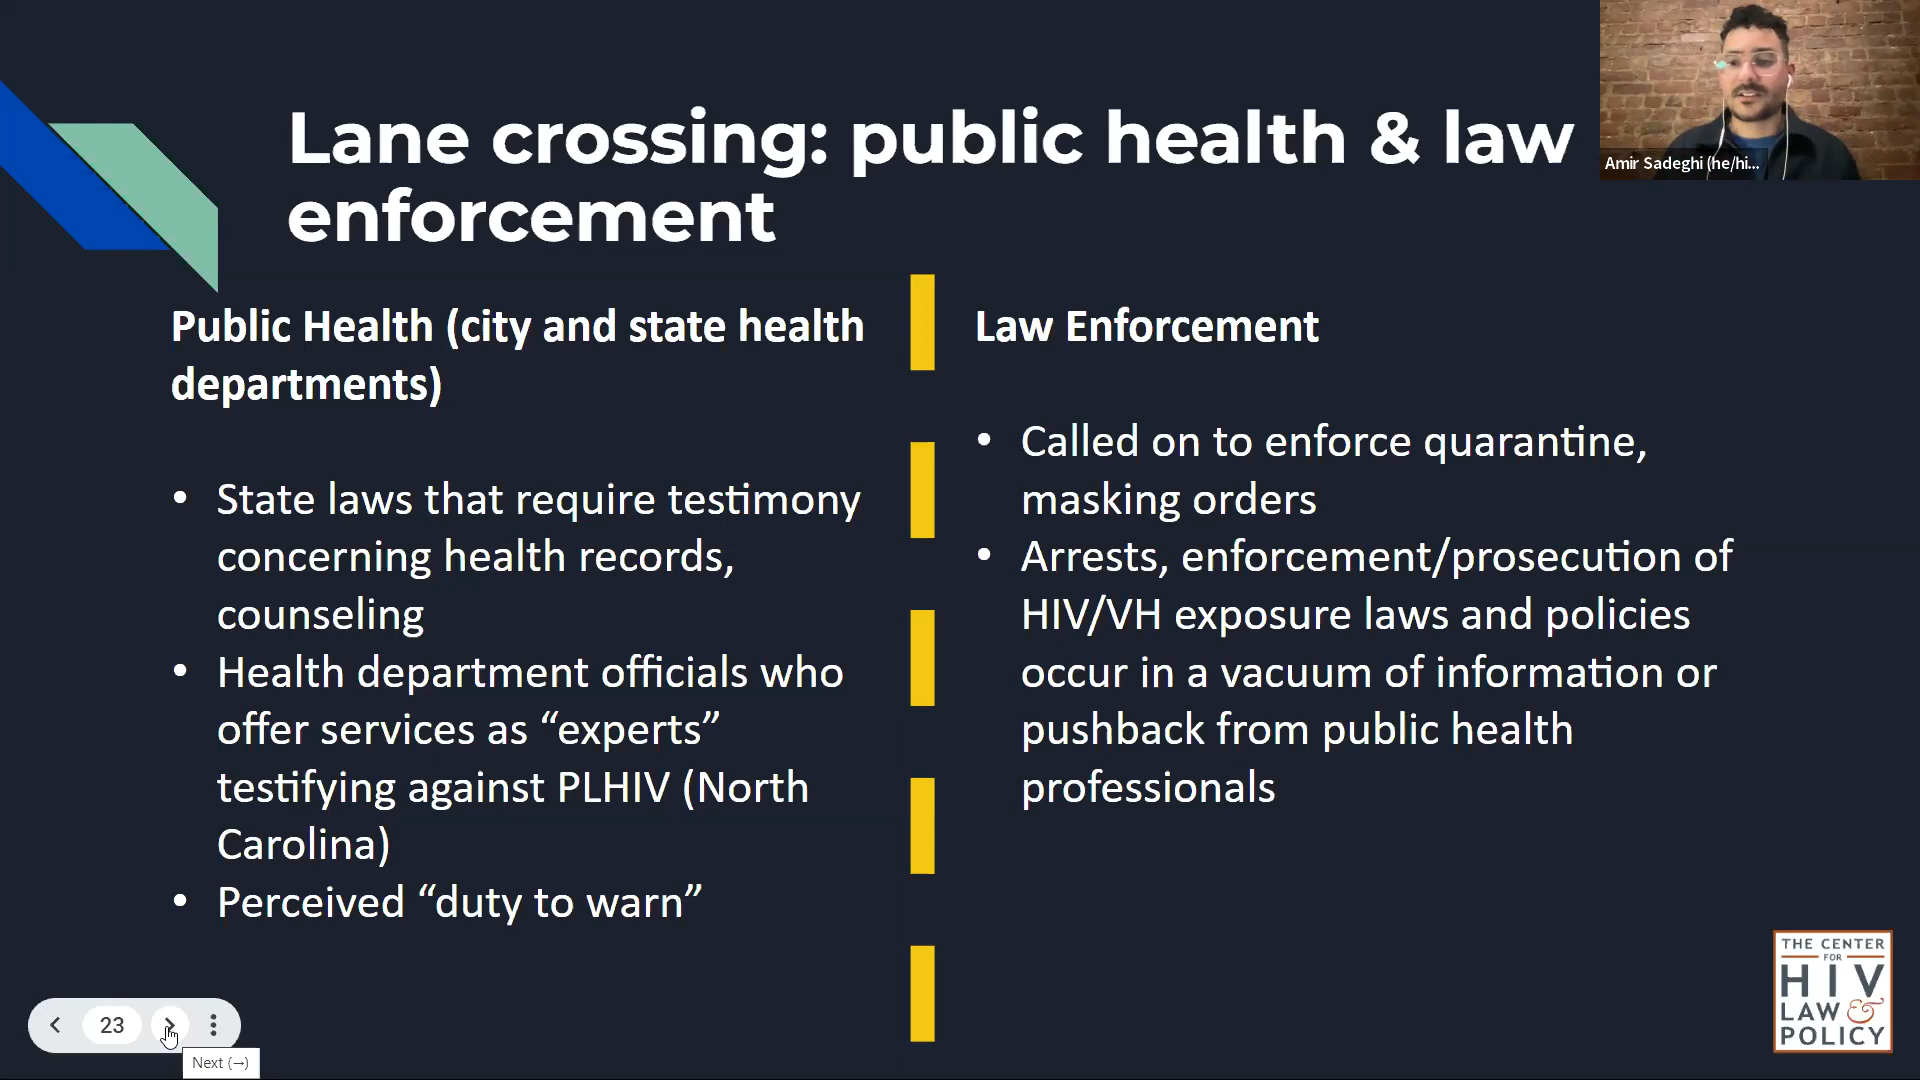 Lane crossing: public health & law
enforcement
Amir Sadeghi (he/hi...
Public Health (city and state health
departments)
• State laws that require testimony
concerning health records,
counseling
• Health department officials who
offer services as “experts”
testifying against PLHIV (North
Carolina)
• Perceived “duty to warn”
Law Enforcement
• Called on to enforce quarantine,
masking orders
• Arrests, enforcement/prosecution of
HIV/VH exposure laws and policies
occur in a vacuum of information or
pushback from public health
professionals
23
Next (→)
THE CENTER
FOR
HIV
LAW &
POLICY